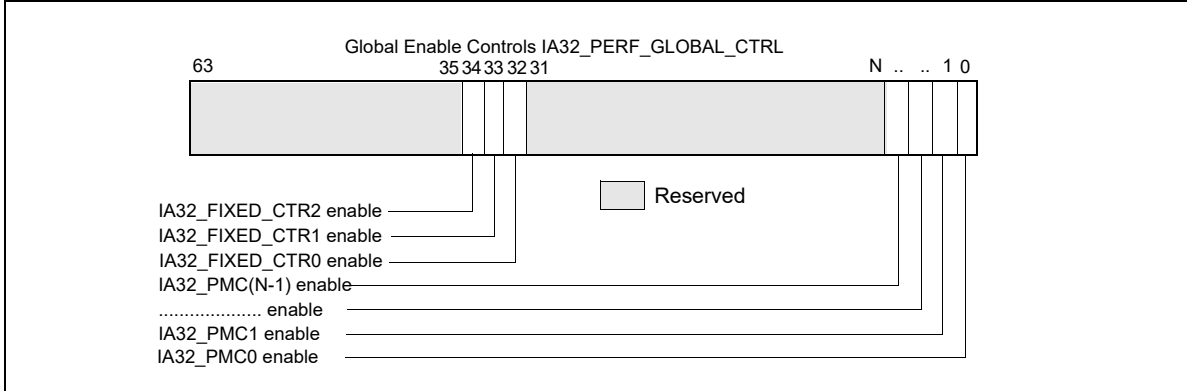 Global Enable Controls IA32_PERF_GLOBAL_CTRL
63 35 34 33 32 31 N .. .. 1 0
Reserved
IA32_FIXED_CTR2 enable
IA32_FIXED_CTR1 enable
IA32_FIXED_CTR0 enable
IA32_PMC(N-1) enable
.................... enable
IA32_PMC1 enable
IA32_PMC0 enable